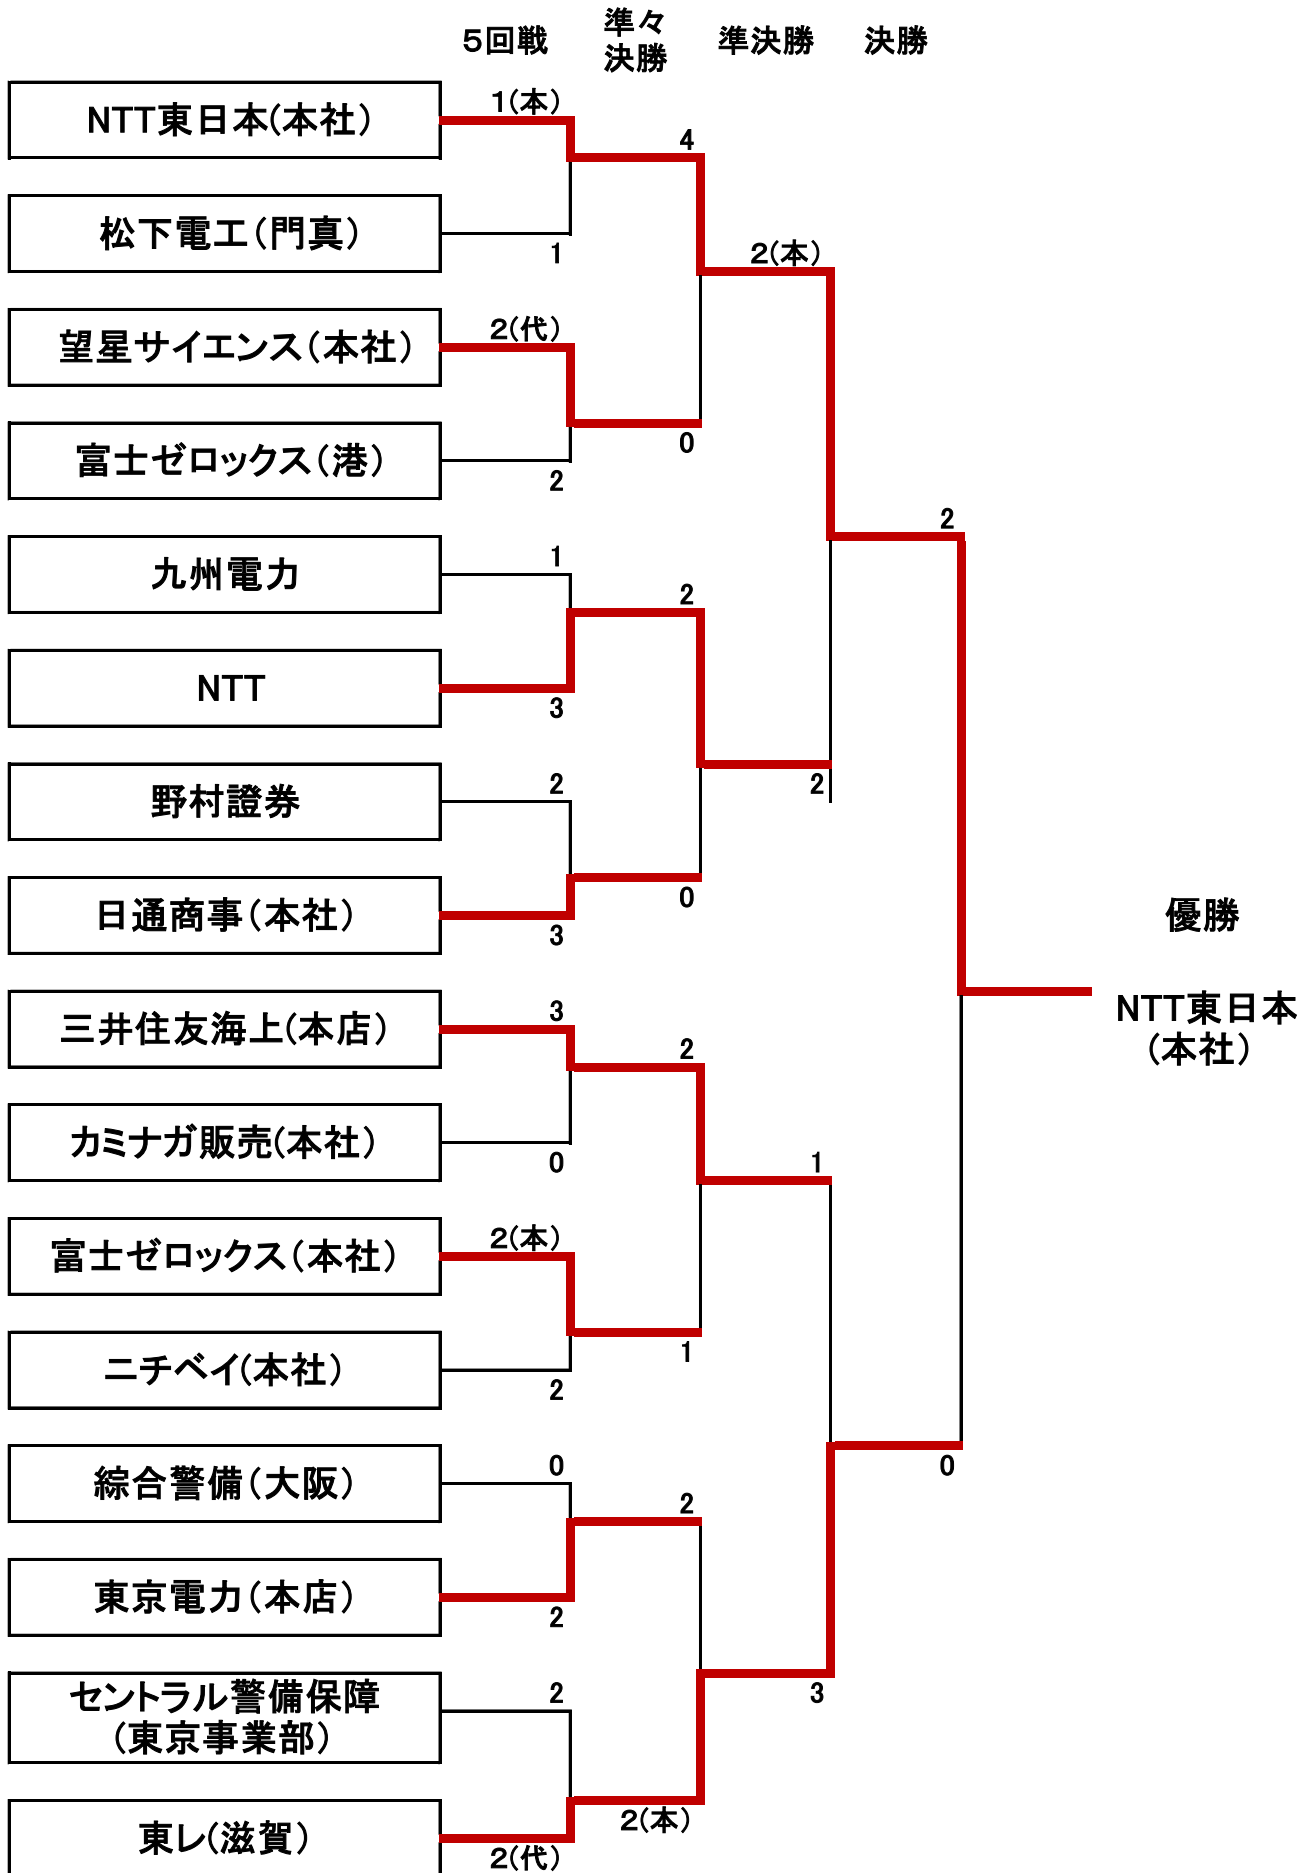 5回戦
準々
決勝
準決勝
決勝
NTT東日本(本社)
1(本)
4
松下電工(門真)
1
2(本)
望星サイエンス(本社)
2(代)
富士ゼロックス(港)
2
0
2
九州電力
1
2
NTT
3
野村證券
2
2
日通商事(本社)
3
0
優勝
NTT東日本
(本社)
三井住友海上(本店)
3
2
カミナガ販売(本社)
0
1
富士ゼロックス(本社)
2(本)
1
ニチベイ(本社)
2
綜合警備(大阪)
0
0
2
東京電力(本店)
2
セントラル警備保障
(東京事業部)
2
3
東レ(滋賀)
2(代)
2(本)